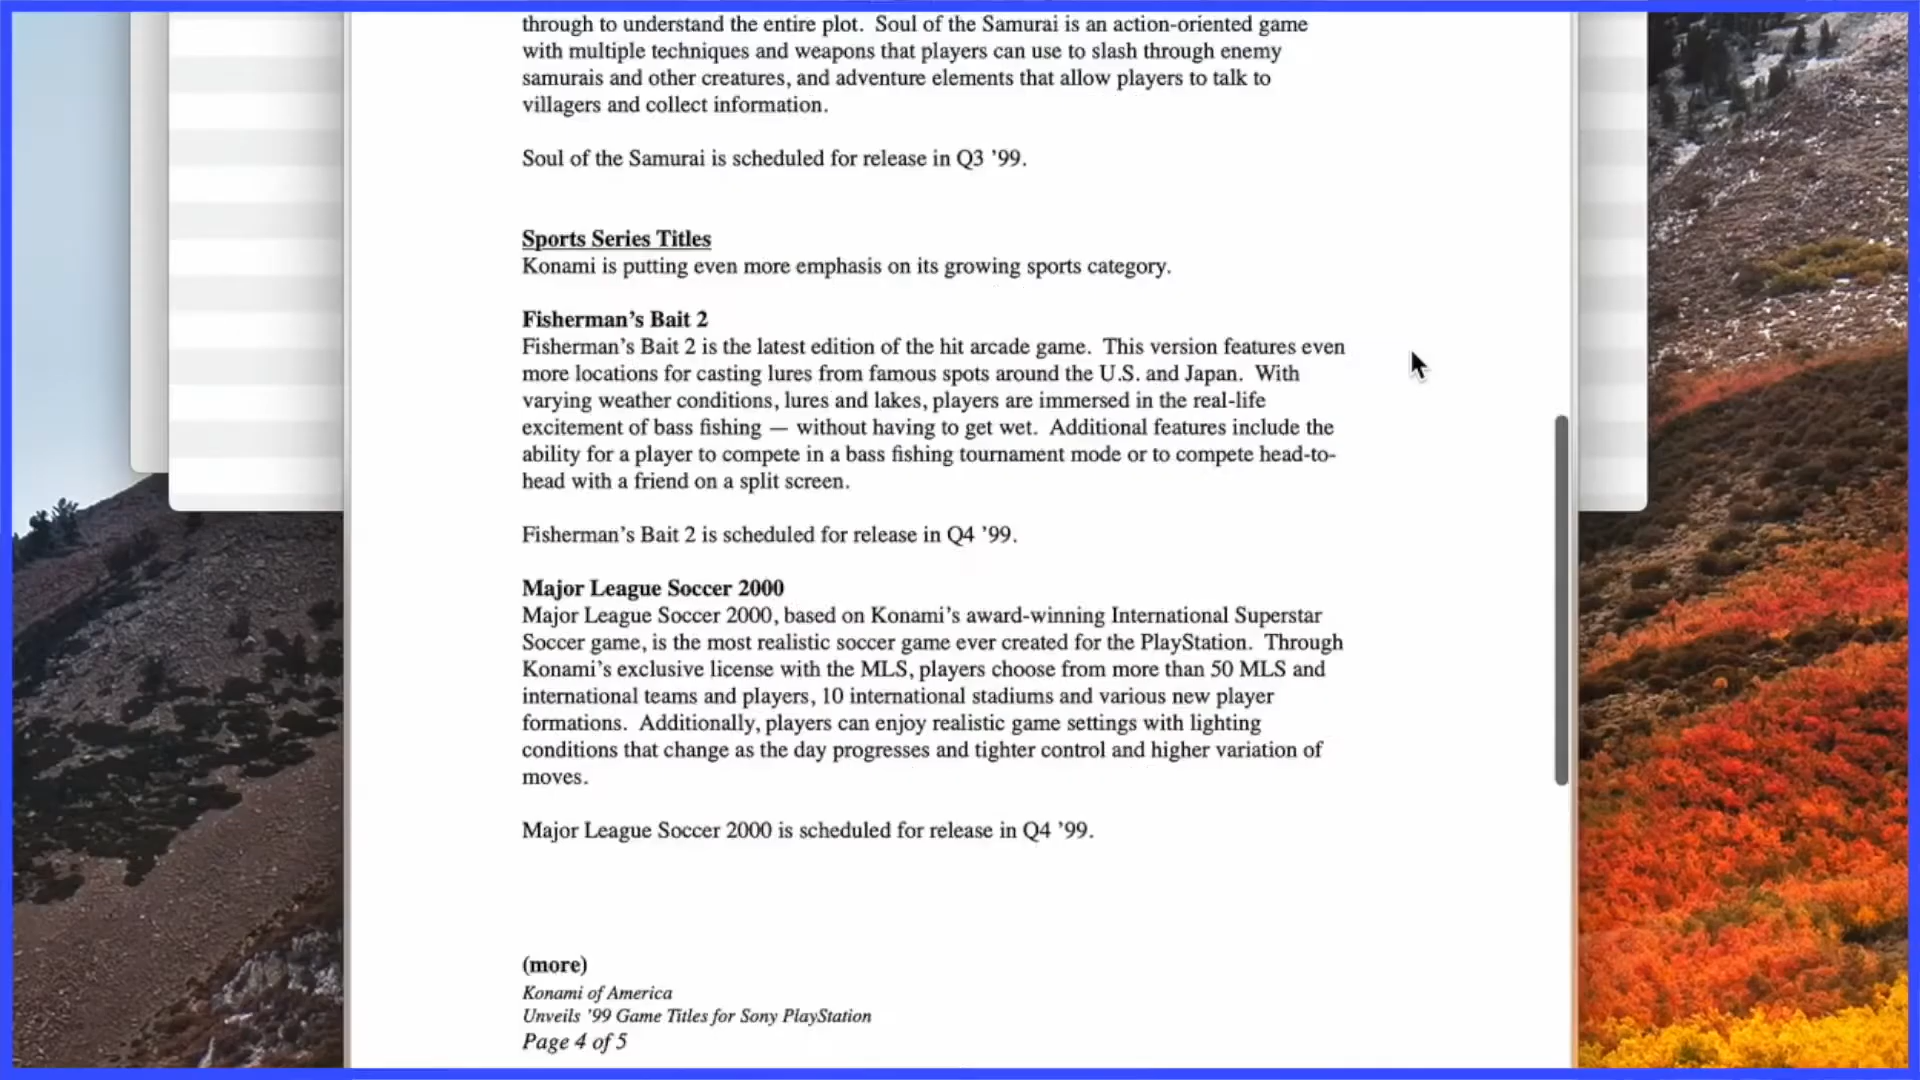 through to understand the entire plot.  Soul of the Samurai is an action-oriented game
with multiple techniques and weapons that players can use to slash through enemy
samurais and other creatures, and adventure elements that allow players to talk to
villagers and collect information.
Soul of the Samurai is scheduled for release in Q3 ’99.
Sports Series Titles
Konami is putting even more emphasis on its growing sports category.
Fisherman’s Bait 2
Fisherman’s Bait 2 is the latest edition of the hit arcade game.  This version features even
more locations for casting lures from famous spots around the U.S. and Japan.  With
varying weather conditions, lures and lakes, players are immersed in the real-life
excitement of bass fishing — without having to get wet.  Additional features include the
ability for a player to compete in a bass fishing tournament mode or to compete head-to-
head with a friend on a split screen.
Fisherman’s Bait 2 is scheduled for release in Q4 ’99.
Major League Soccer 2000
Major League Soccer 2000, based on Konami’s award-winning International Superstar
Soccer game, is the most realistic soccer game ever created for the PlayStation.  Through
Konami’s exclusive license with the MLS, players choose from more than 50 MLS and
international teams and players, 10 international stadiums and various new player
formations.  Additionally, players can enjoy realistic game settings with lighting
conditions that change as the day progresses and tighter control and higher variation of
moves.
Major League Soccer 2000 is scheduled for release in Q4 ’99.
(more)
Konami of America
Unveils ’99 Game Titles for Sony PlayStation
Page 4 of 5